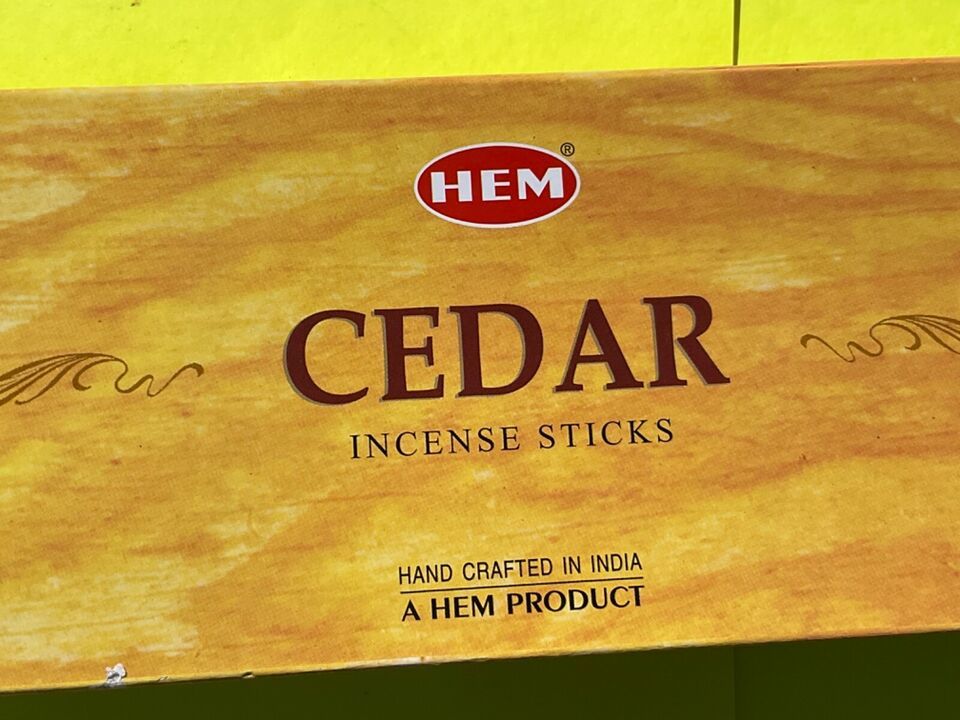 HEM®
CEDAR
INCENSE STICKS
HAND CRAFTED IN INDIA
A HEM PRODUCT